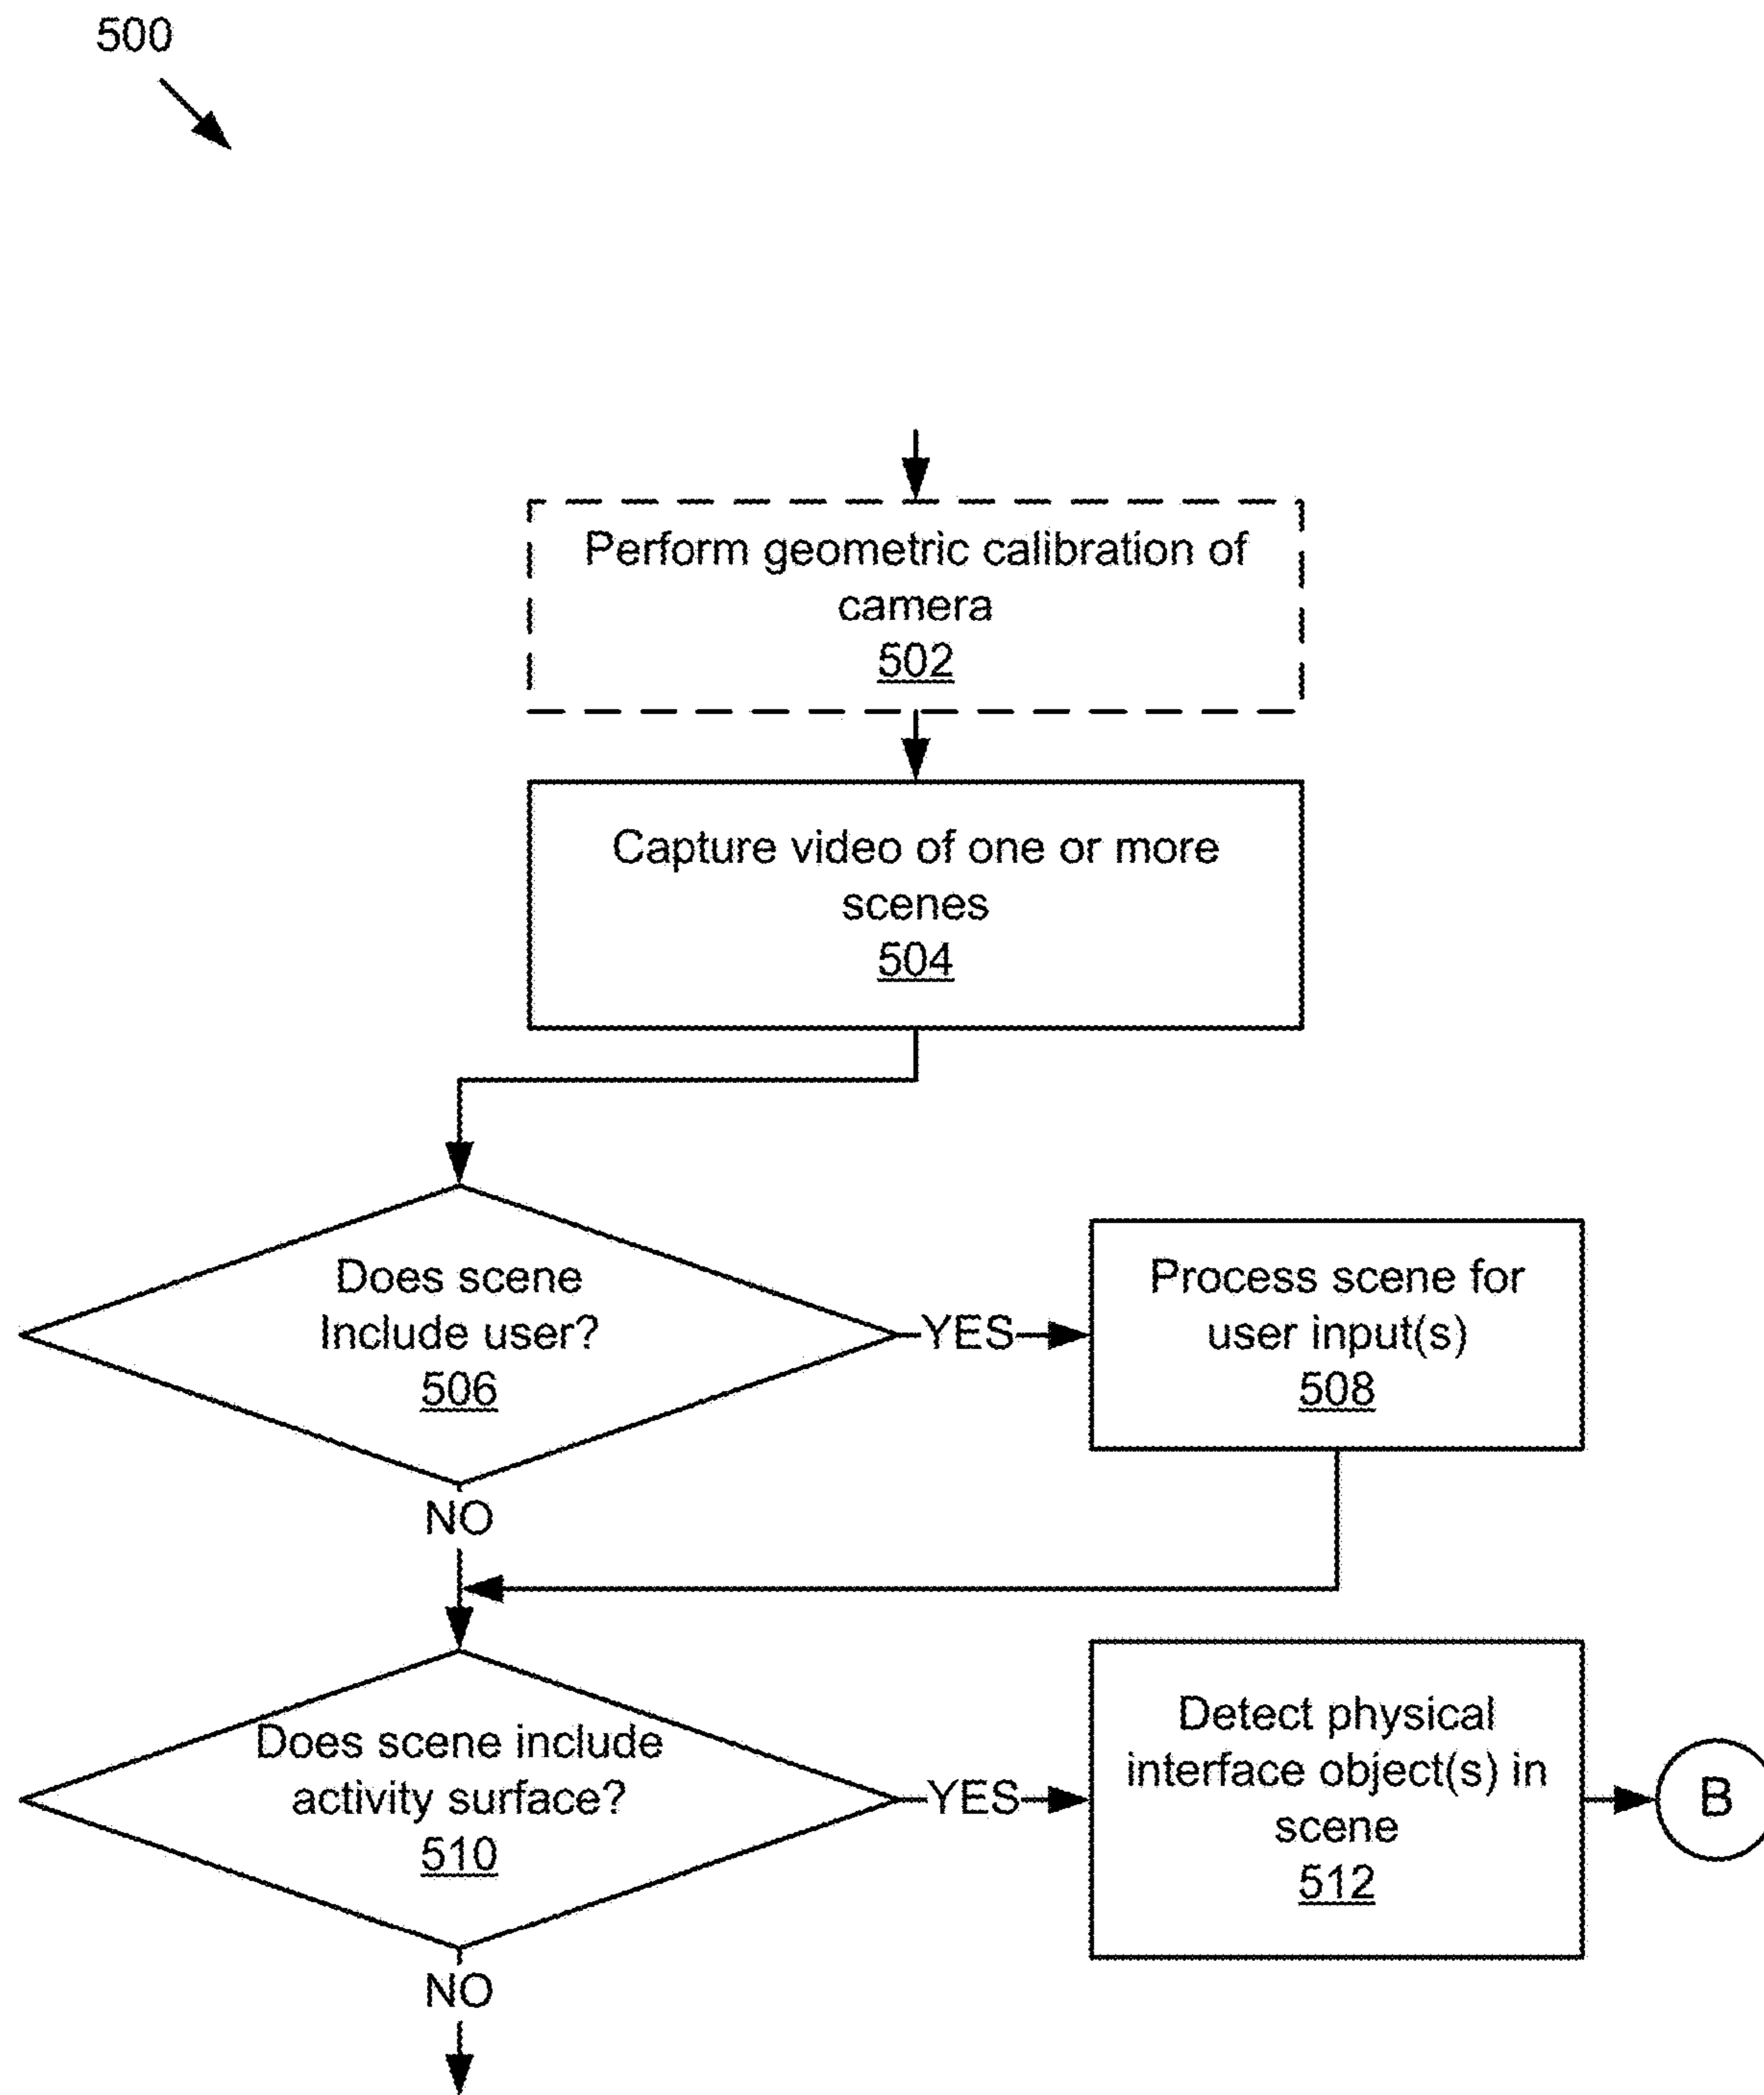 500
Perform geometric calibration of
camera
502
Capture video of one or more
scenes
504
Does scene
Include user?
506
YES
Process scene for
user input(s)
508
NO
Does scene include
activity surface?
510
YES
Detect physical
interface object(s) in
scene
512
B
NO